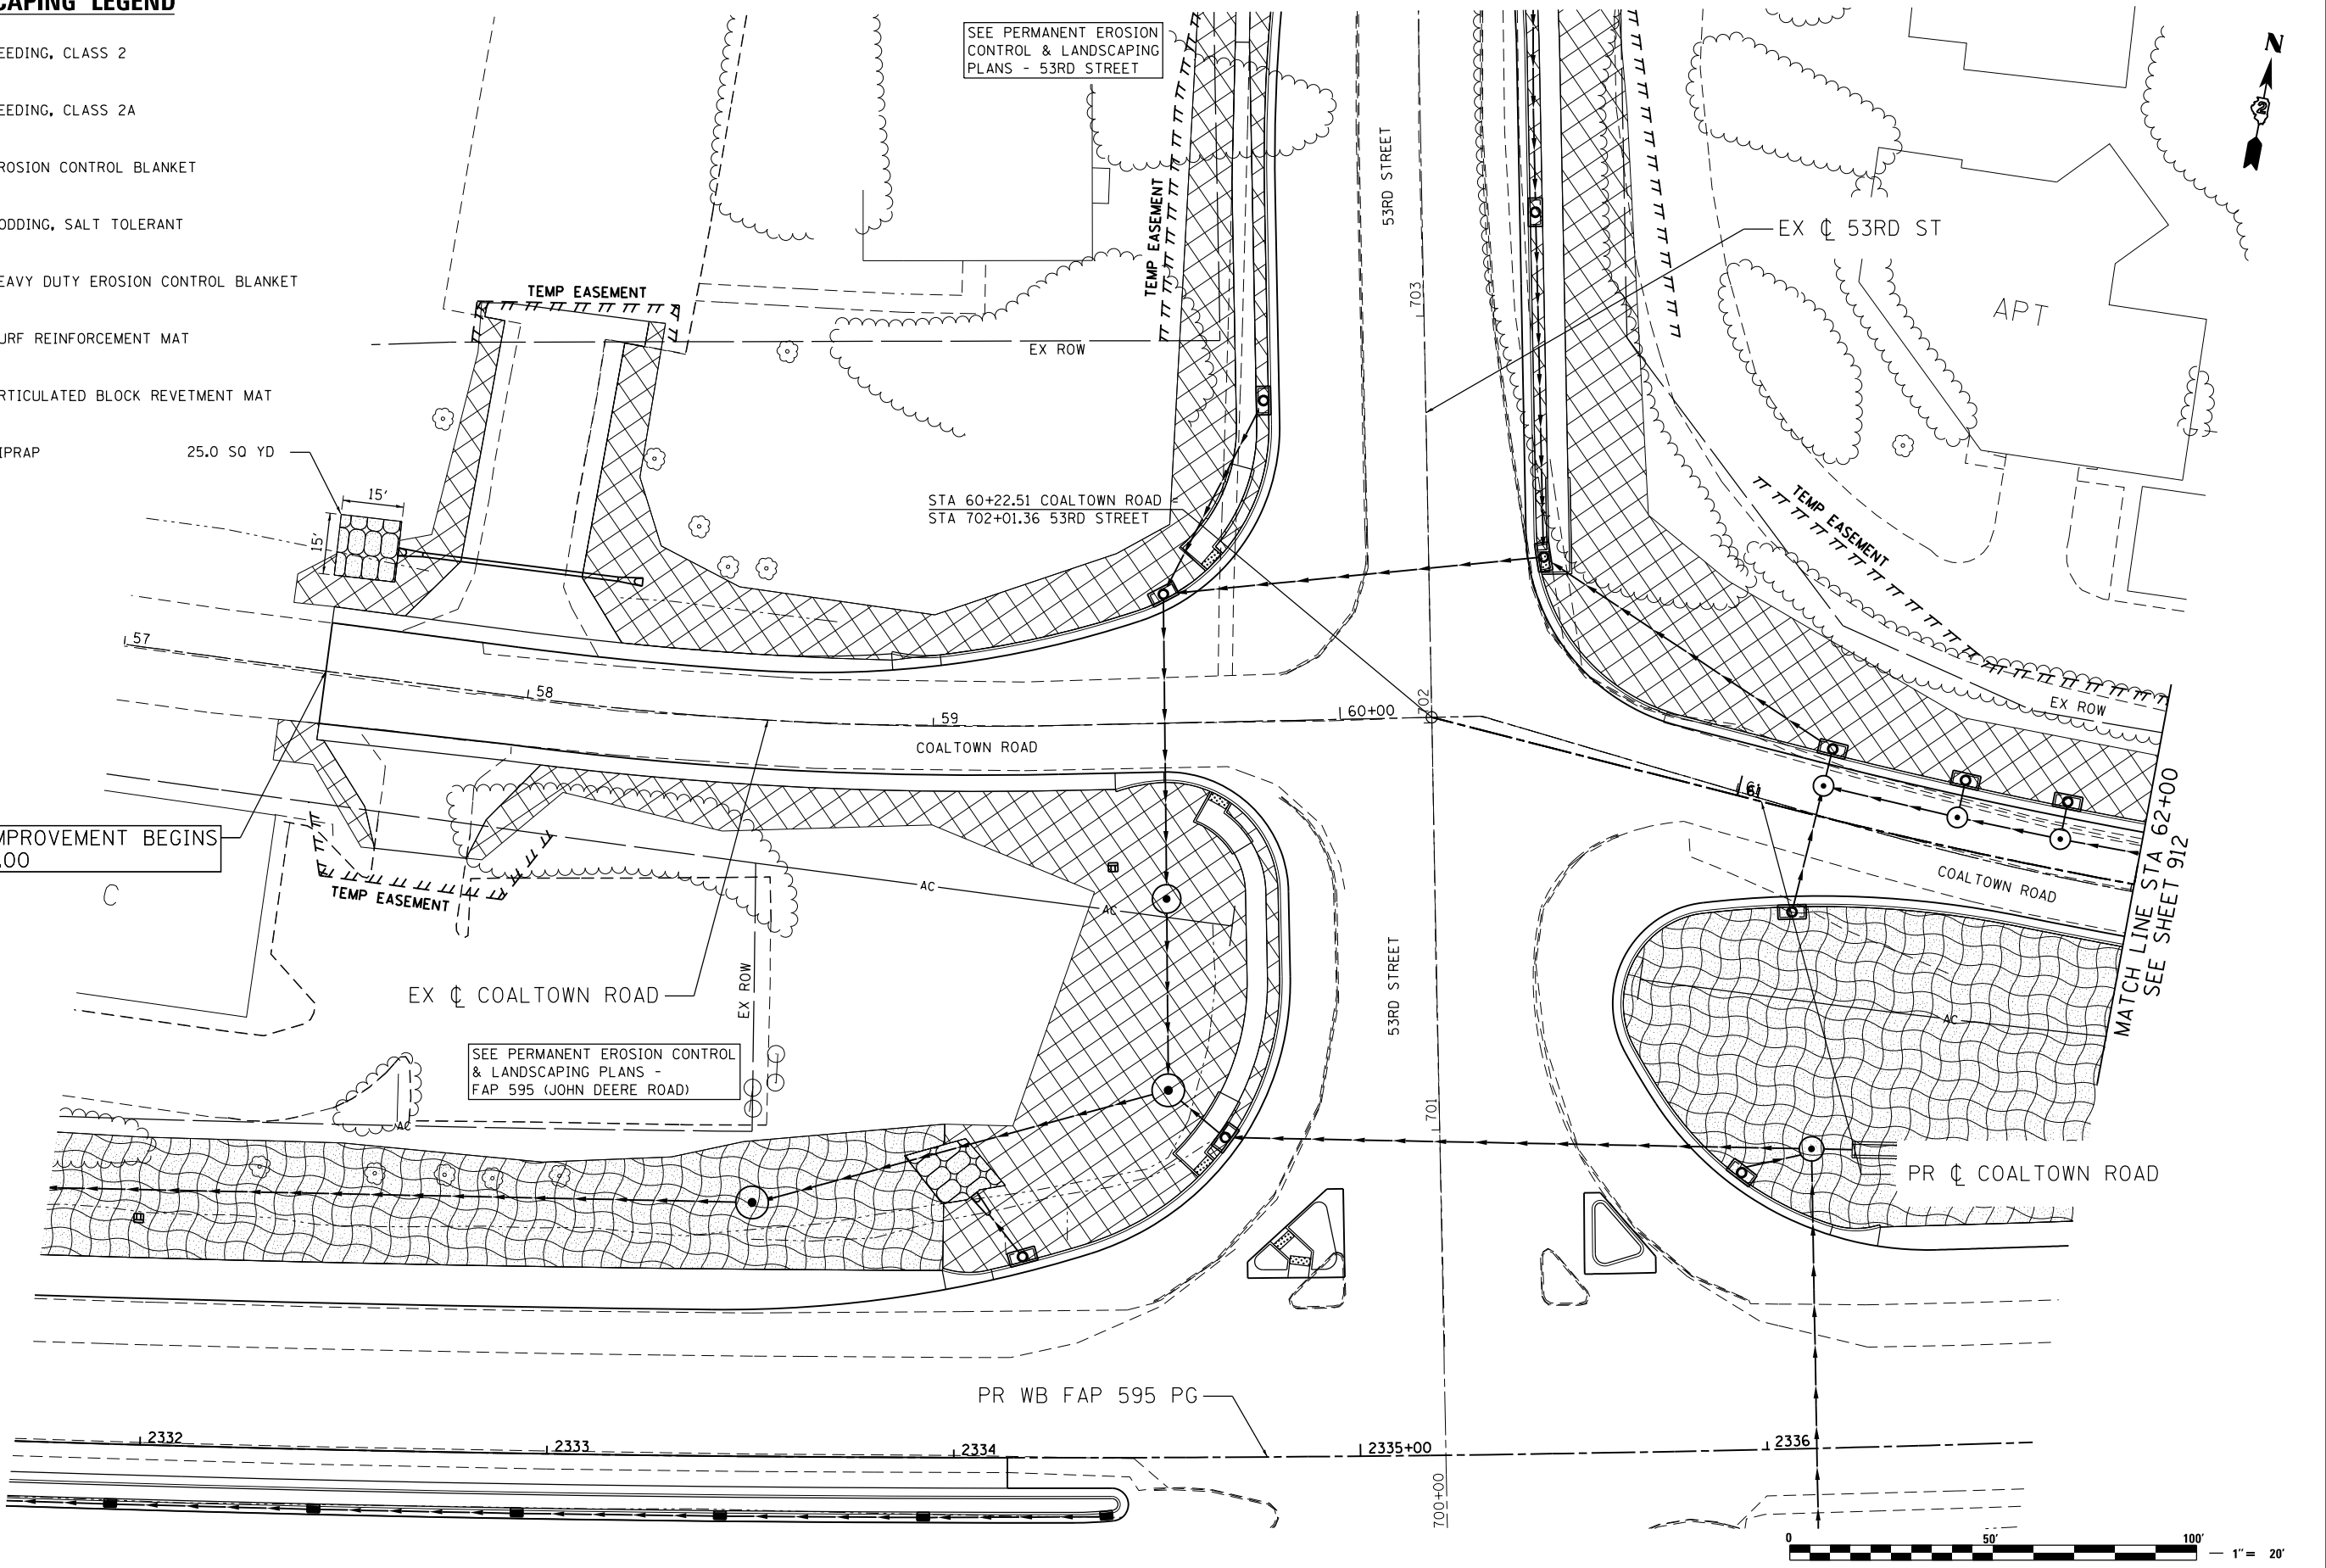 CAPING LEGEND
EEDING, CLASS 2
EEDING, CLASS 2A
ROSION CONTROL BLANKET
ODDING, SALT TOLERANT
EAVY DUTY EROSION CONTROL BLANKET
URF REINFORCEMENT MAT
RTICULATED BLOCK REVETMENT MAT
IPRAP
25.0 SQ YD
15'
15'
SEE PERMANENT EROSION
CONTROL & LANDSCAPING
PLANS - 53RD STREET
N
2
53RD STREET
TEMP EASEMENT
EX ℄ 53RD ST
TEMP EASEMENT
703
APT
EX ROW
STA 60+22.51 COALTOWN ROAD =
STA 702+01.36 53RD STREET
TEMP EASEMENT
57
58
59
60+00
702
61
EX ROW
COALTOWN ROAD
COALTOWN ROAD
MATCH LINE STA 62+00
SEE SHEET 912
MPROVEMENT BEGINS
.00
C
TEMP EASEMENT
AC
AC
EX ℄ COALTOWN ROAD
EX ROW
53RD STREET
AC
SEE PERMANENT EROSION CONTROL
& LANDSCAPING PLANS -
FAP 595 (JOHN DEERE ROAD)
AC
701
PR ℄ COALTOWN ROAD
PR WB FAP 595 PG
2332
2333
2334
2335+00
2336
700+00
0
50'
100'
1" = 20'